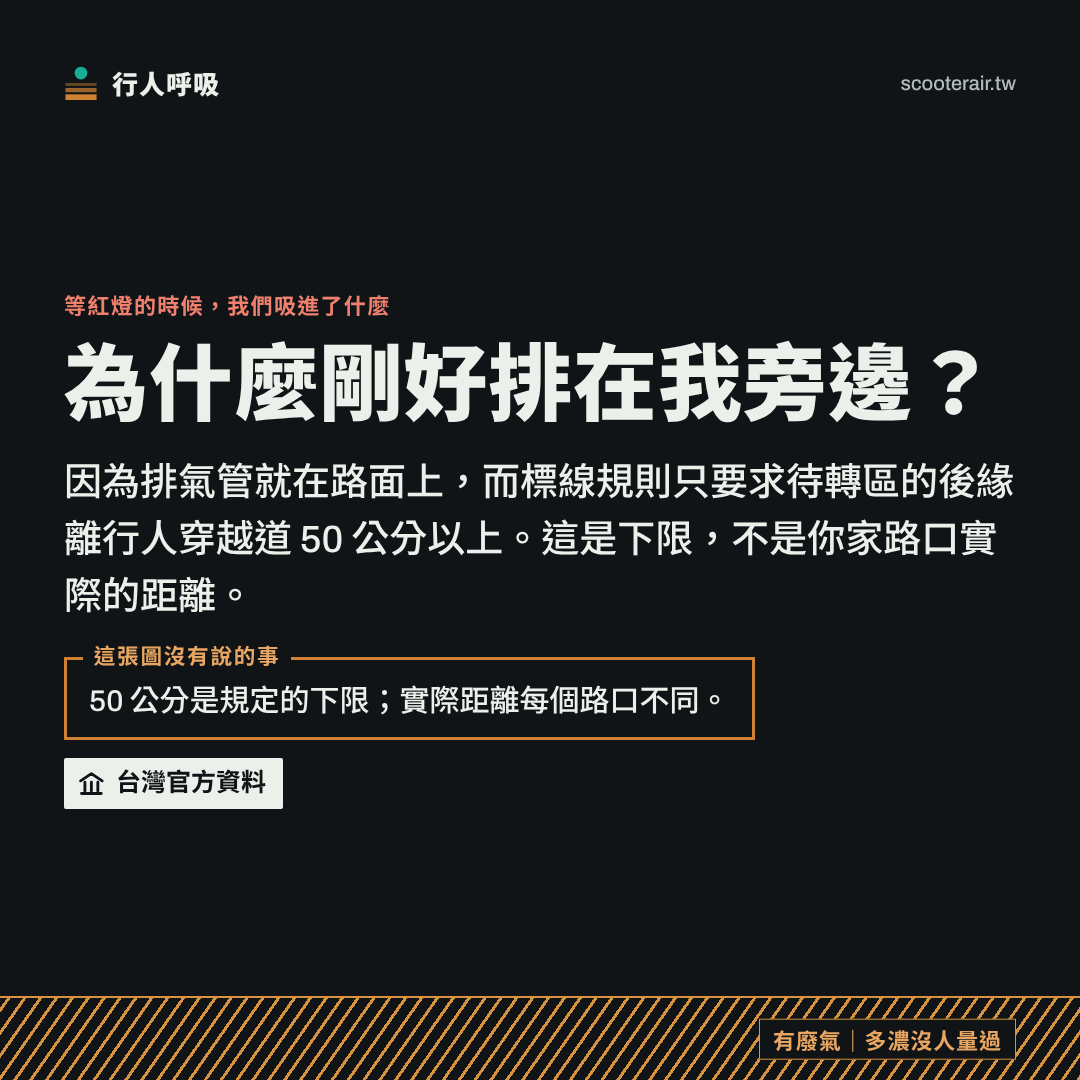 行人呼吸
scooterair.tw
等紅燈的時候，我們吸進了什麼
為什麼剛好排在我旁邊？
因為排氣管就在路面上，而標線規則只要求待轉區的後緣
離行人穿越道 50 公分以上。這是下限，不是你家路口實
際的距離。
這張圖沒有說的事
50 公分是規定的下限；實際距離每個路口不同。
台灣官方資料
有廢氣｜多濃沒人量過